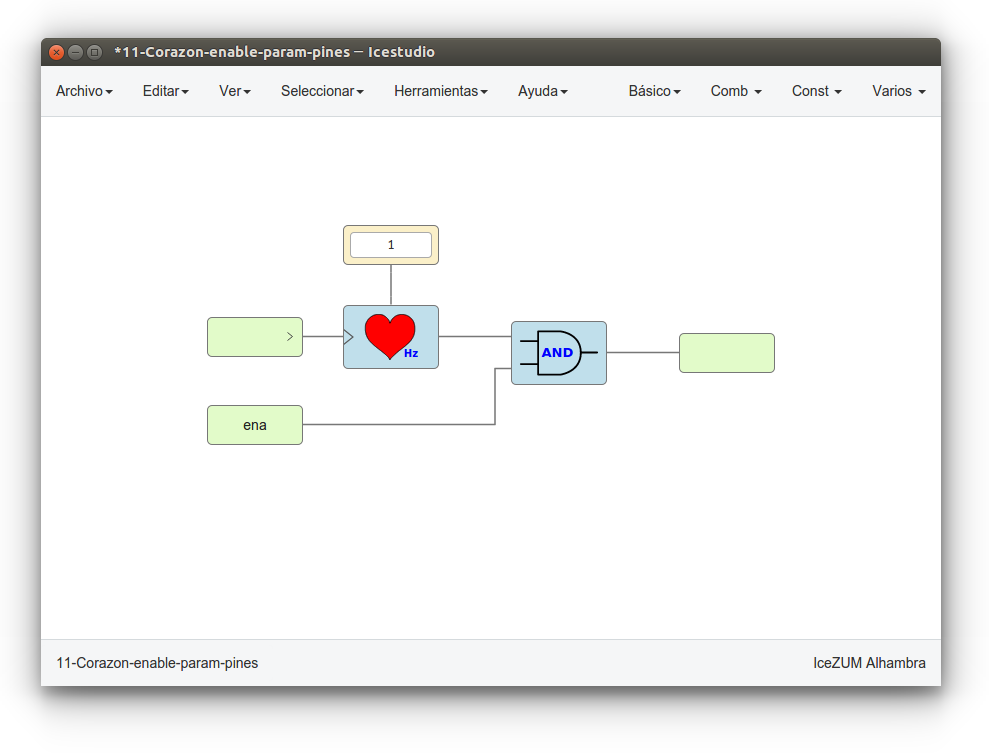 *11-Corazon-enable-param-pines – Icestudio
Archivo Editar Ver Seleccionar Herramientas Ayuda Básico Comb Const Varios
1
Hz
AND
ena
11-Corazon-enable-param-pines IceZUM Alhambra